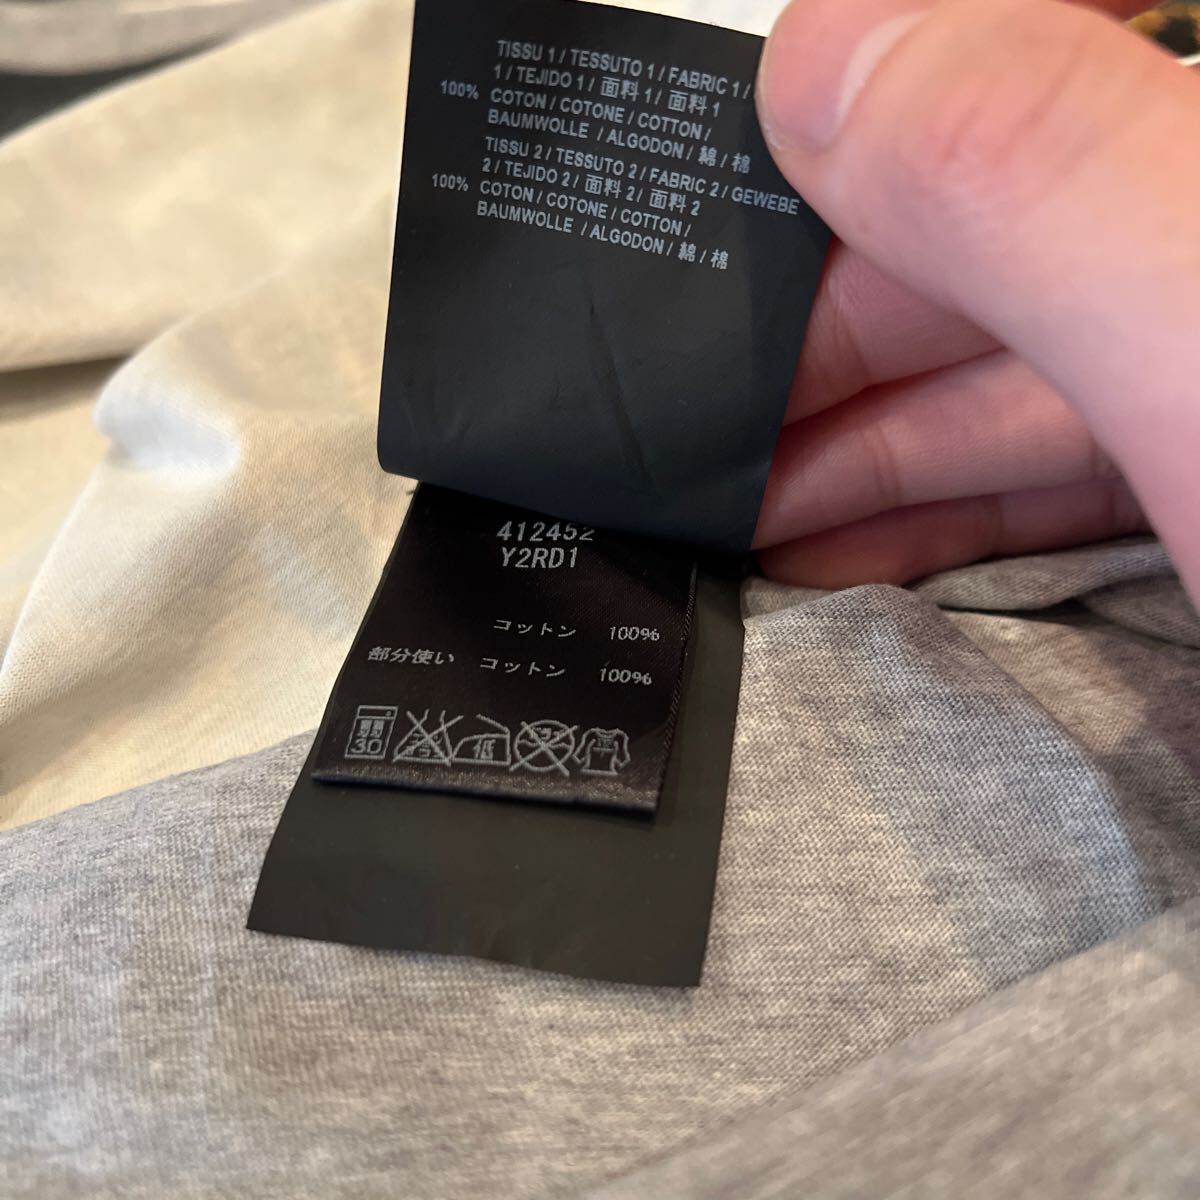 TISSU 1 / TESSUTO 1 / FABRIC 1 /
1 / TEJIDO 1 / 面料 1 / 面料 1
100% COTON / COTONE / COTTON /
BAUMWOLLE / ALGODON / 綿 / 棉
TISSU 2 / TESSUTO 2 / FABRIC 2 / GEWEBE
2 / TEJIDO 2 / 面料 2 / 面料 2
100% COTON / COTONE / COTTON /
BAUMWOLLE / ALGODON / 綿 / 棉
412452
Y2RD1
コットン 100%
部分使い コットン 100%
弱 30 低